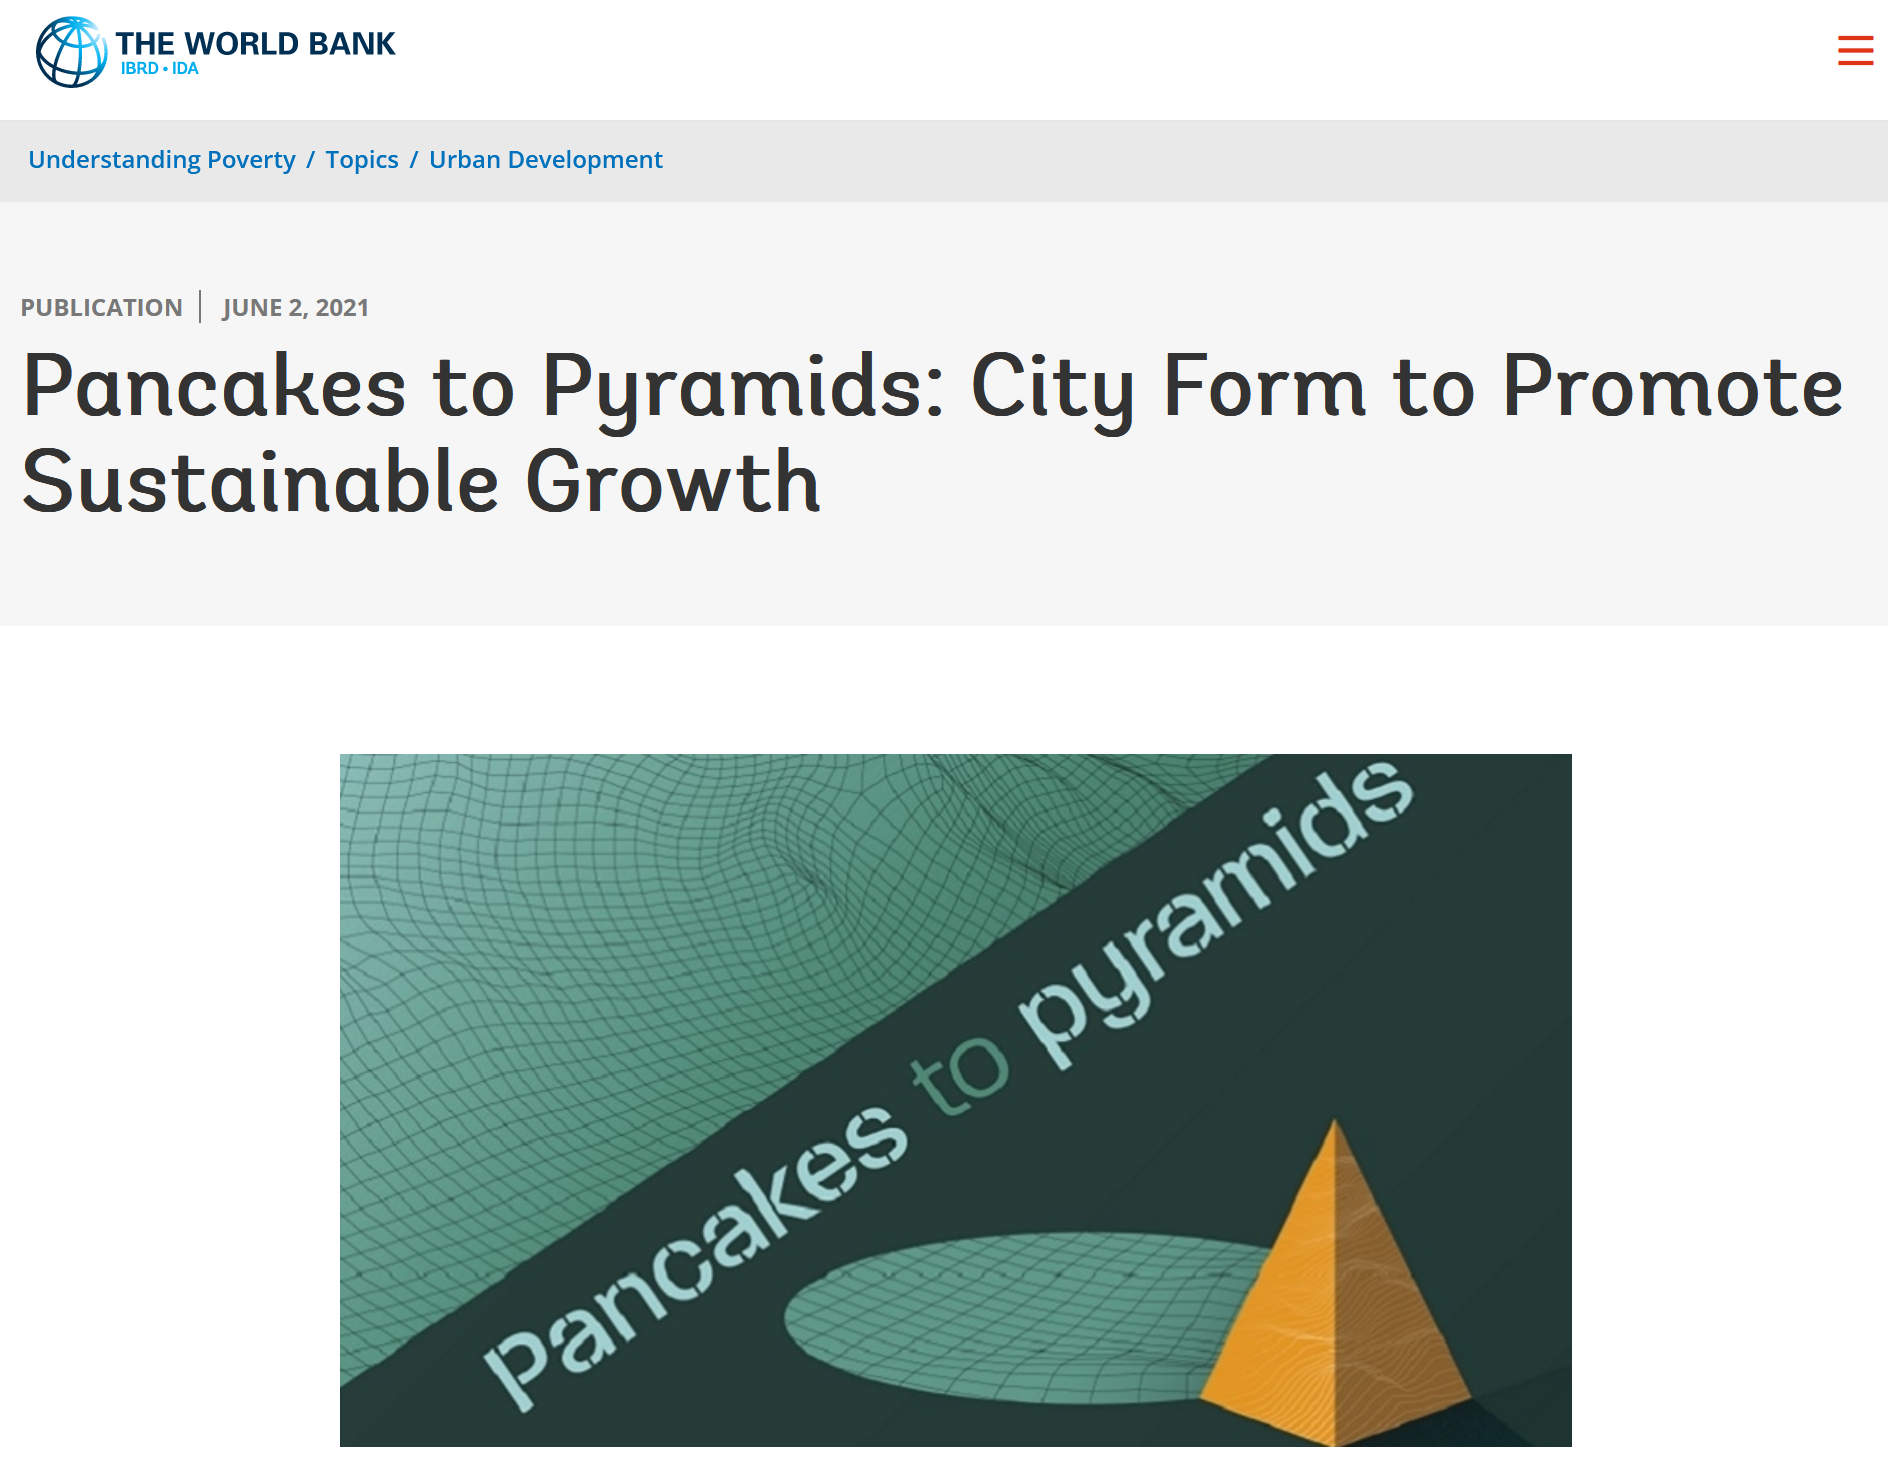 THE WORLD BANK
IBRD • IDA
Understanding Poverty / Topics / Urban Development
PUBLICATION | JUNE 2, 2021
Pancakes to Pyramids: City Form to Promote
Sustainable Growth
Pancakes to pyramids